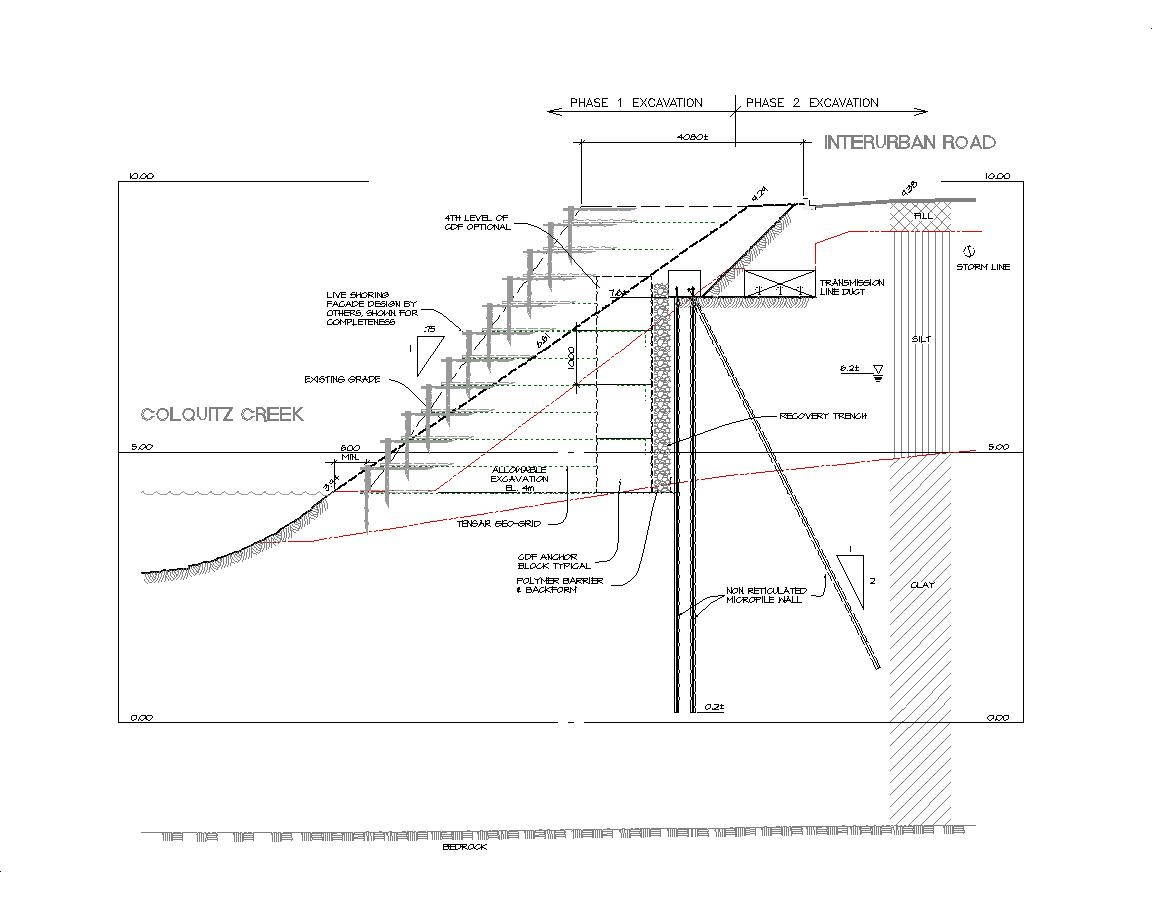 PHASE 1 EXCAVATION
PHASE 2 EXCAVATION
4080±
INTERURBAN ROAD
10.00
10.00
4TH LEVEL OF
CDF OPTIONAL
FILL
STORM LINE
TRANSMISSION
LINE DUCT
LIVE SHORING
FACADE DESIGN BY
OTHERS, SHOWN FOR
COMPLETENESS
.75
1
1000
SILT
8.2±
EXISTING GRADE
COLQUITZ CREEK
RECOVERY TRENCH
5.00
5.00
600
MIN.
ALLOWABLE
EXCAVATION
EL. 4m
TENSAR GEO-GRID
CDF ANCHOR
BLOCK TYPICAL
POLYMER BARRIER
& BACKFORM
NON RETICULATED
MICROPILE WALL
1
2
CLAY
0.2±
0.00
0.00
BEDROCK